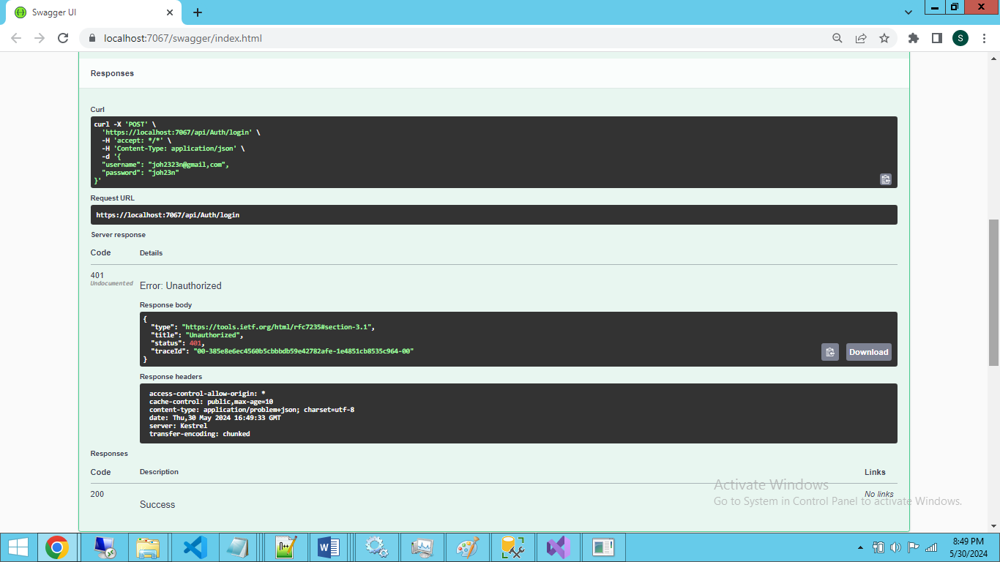 Swagger UI
localhost:7067/swagger/index.html
S
Responses
Curl
curl -X 'POST' \
'https://localhost:7067/api/Auth/login' \
-H 'accept: */*' \
-H 'Content-Type: application/json' \
-d '{
"username": "joh2323n@gmail,com",
"password": "joh23n"
}'
Request URL
https://localhost:7067/api/Auth/login
Server response
Code Details
401
Undocumented
Error: Unauthorized
Response body
{
"type": "https://tools.ietf.org/html/rfc7235#section-3.1",
"title": "Unauthorized",
"status": 401,
"traceId": "00-385e8e6ec4560b5cbbbdb59e42782afe-1e4851cb8535c964-00"
}
Download
Response headers
access-control-allow-origin: *
cache-control: public,max-age=10
content-type: application/problem+json; charset=utf-8
date: Thu,30 May 2024 16:49:33 GMT
server: Kestrel
transfer-encoding: chunked
Responses
Code Description Links
200 Success No links
Activate Windows
Go to System in Control Panel to activate Windows.
8:49 PM
5/30/2024